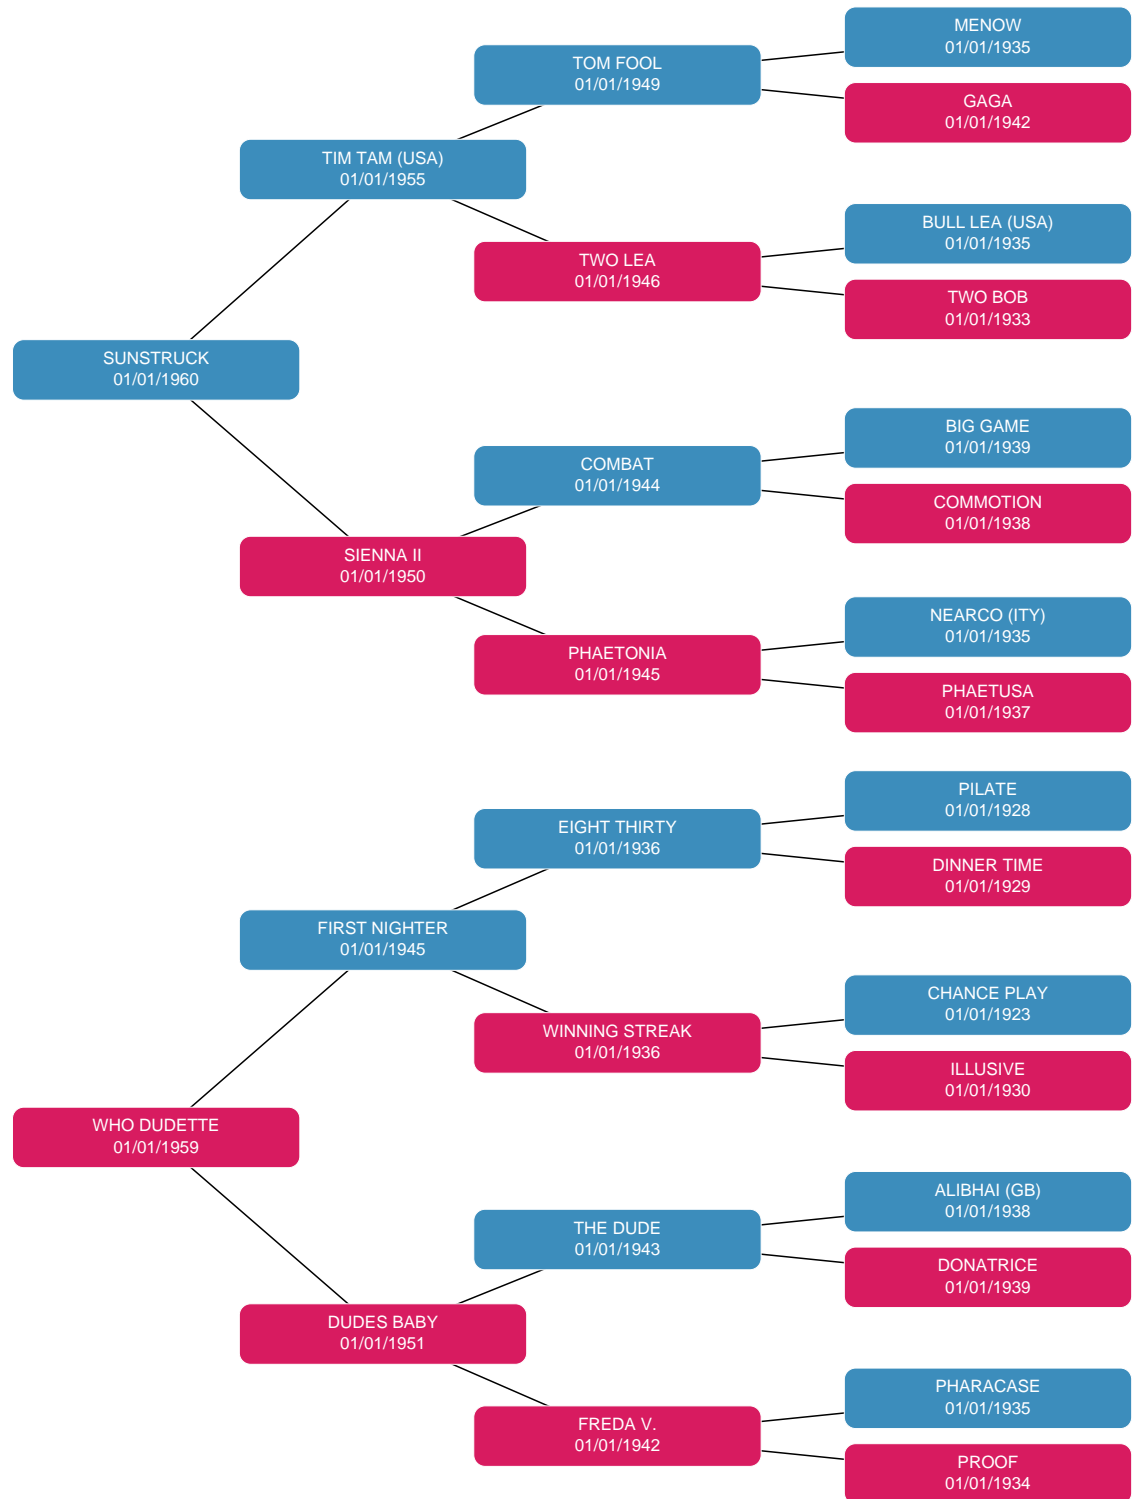 MENOW
01/01/1935
TOM FOOL
01/01/1949
GAGA
01/01/1942
TIM TAM (USA)
01/01/1955
BULL LEA (USA)
01/01/1935
TWO LEA
01/01/1946
TWO BOB
01/01/1933
SUNSTRUCK
01/01/1960
BIG GAME
01/01/1939
COMBAT
01/01/1944
COMMOTION
01/01/1938
SIENNA II
01/01/1950
NEARCO (ITY)
01/01/1935
PHAETONIA
01/01/1945
PHAETUSA
01/01/1937
PILATE
01/01/1928
EIGHT THIRTY
01/01/1936
DINNER TIME
01/01/1929
FIRST NIGHTER
01/01/1945
CHANCE PLAY
01/01/1923
WINNING STREAK
01/01/1936
ILLUSIVE
01/01/1930
WHO DUDETTE
01/01/1959
ALIBHAI (GB)
01/01/1938
THE DUDE
01/01/1943
DONATRICE
01/01/1939
DUDES BABY
01/01/1951
PHARACASE
01/01/1935
FREDA V.
01/01/1942
PROOF
01/01/1934